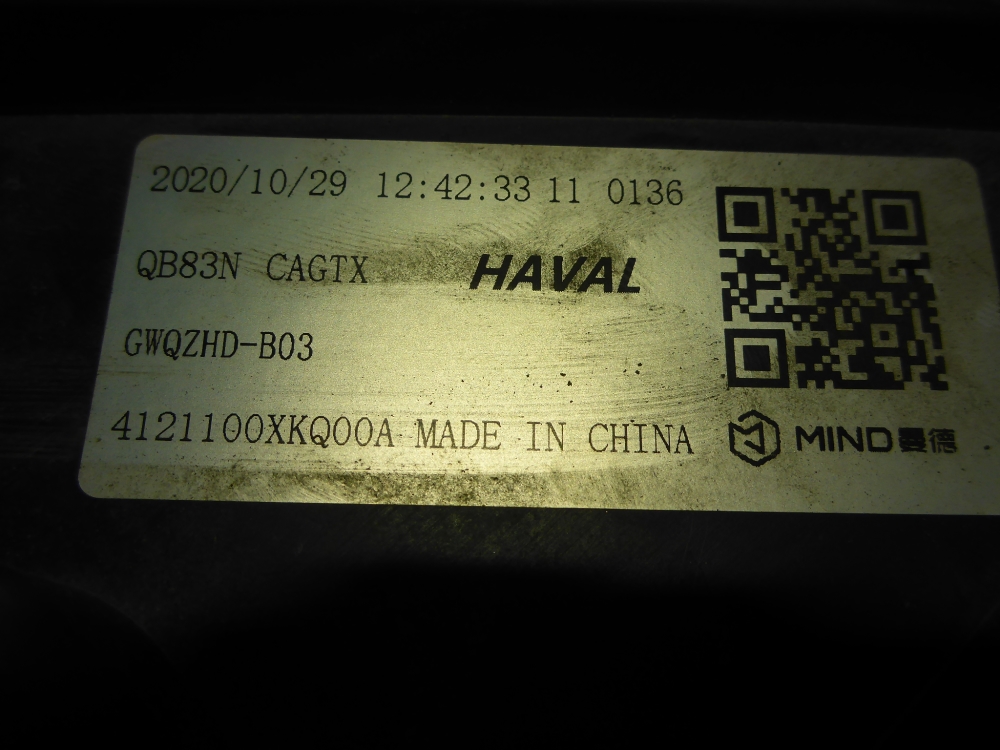 2020/10/29 12:42:33 11 0136
QB83N CAGTX HAVAL
GWQZHD-B03
4121100XKQ00A MADE IN CHINA MIND曼德